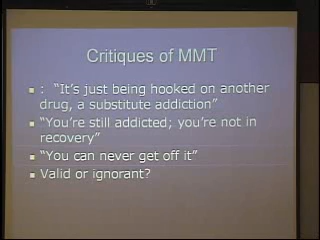 Critiques of MMT
: "It's just being hooked on another
drug, a substitute addiction"
"You're still addicted; you're not in
recovery"
"You can never get off it"
Valid or ignorant?